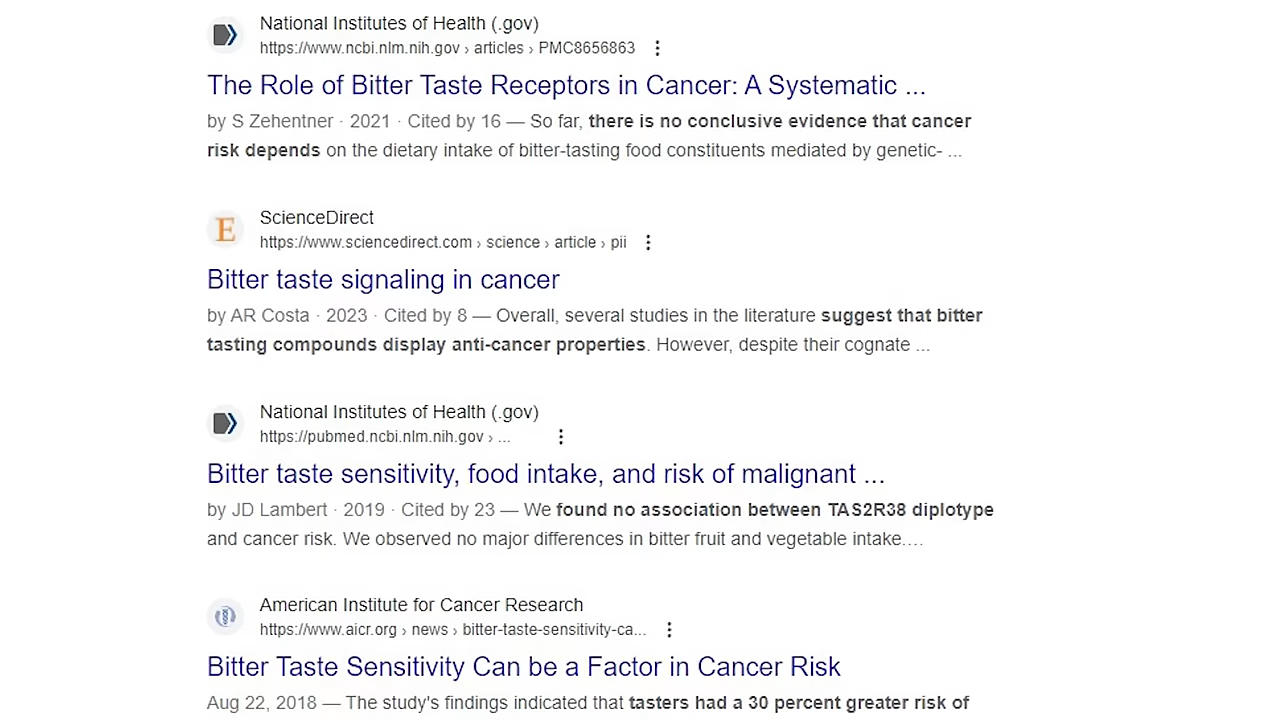 National Institutes of Health (.gov)
https://www.ncbi.nlm.nih.gov › articles › PMC8656863
The Role of Bitter Taste Receptors in Cancer: A Systematic ...
by S Zehentner · 2021 · Cited by 16 — So far, there is no conclusive evidence that cancer
risk depends on the dietary intake of bitter-tasting food constituents mediated by genetic- ...
ScienceDirect
https://www.sciencedirect.com › science › article › pii
Bitter taste signaling in cancer
by AR Costa · 2023 · Cited by 8 — Overall, several studies in the literature suggest that bitter
tasting compounds display anti-cancer properties. However, despite their cognate ...
National Institutes of Health (.gov)
https://pubmed.ncbi.nlm.nih.gov › ...
Bitter taste sensitivity, food intake, and risk of malignant ...
by JD Lambert · 2019 · Cited by 23 — We found no association between TAS2R38 diplotype
and cancer risk. We observed no major differences in bitter fruit and vegetable intake....
American Institute for Cancer Research
https://www.aicr.org › news › bitter-taste-sensitivity-ca...
Bitter Taste Sensitivity Can be a Factor in Cancer Risk
Aug 22, 2018 — The study's findings indicated that tasters had a 30 percent greater risk of